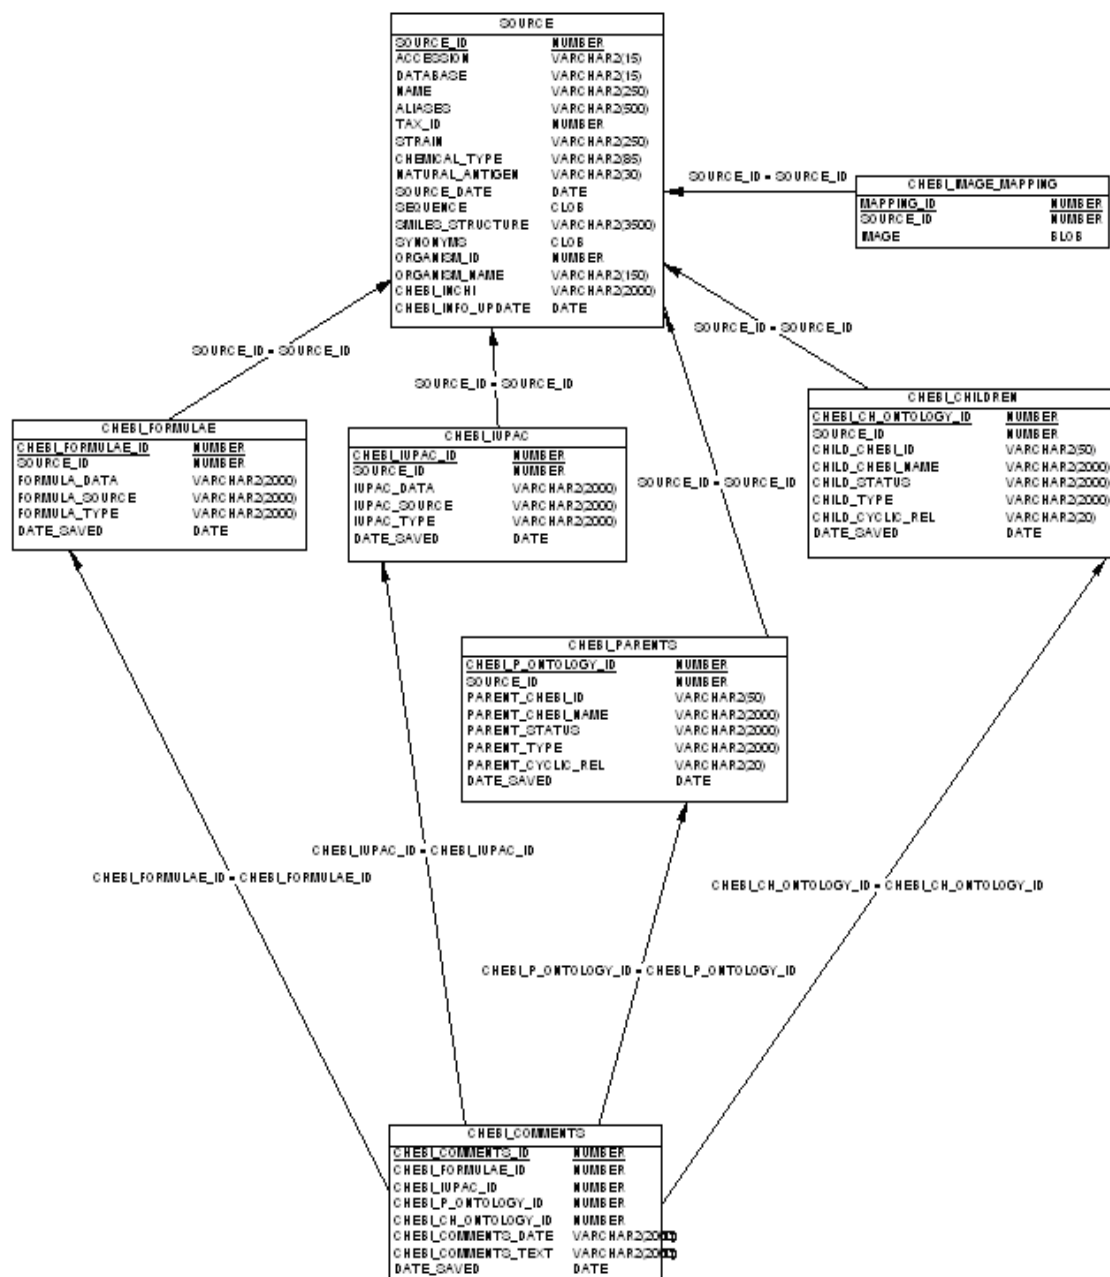 SOURCE
SOURCE_ID NUMBER
ACCESSION VARCHAR2(15)
DATABASE VARCHAR2(15)
NAME VARCHAR2(250)
ALIASES VARCHAR2(500)
TAX_ID NUMBER
STRAIN VARCHAR2(250)
CHEMICAL_TYPE VARCHAR2(85)
NATURAL_ANTIGEN VARCHAR2(30)
SOURCE_DATE DATE
SEQUENCE CLOB
SMILES_STRUCTURE VARCHAR2(3500)
SYNONYMS CLOB
ORGANISM_ID NUMBER
ORGANISM_NAME VARCHAR2(150)
CHEBI_INCHI VARCHAR2(2000)
CHEBI_INFO_UPDATE DATE
SOURCE_ID = SOURCE_ID
CHEBI_IMAGE_MAPPING
MAPPING_ID NUMBER
SOURCE_ID NUMBER
IMAGE BLOB
SOURCE_ID = SOURCE_ID
SOURCE_ID = SOURCE_ID
SOURCE_ID = SOURCE_ID
SOURCE_ID = SOURCE_ID
CHEBI_FORMULAE
CHEBI_FORMULAE_ID NUMBER
SOURCE_ID NUMBER
FORMULA_DATA VARCHAR2(2000)
FORMULA_SOURCE VARCHAR2(2000)
FORMULA_TYPE VARCHAR2(2000)
DATE_SAVED DATE
CHEBI_IUPAC
CHEBI_IUPAC_ID NUMBER
SOURCE_ID NUMBER
IUPAC_DATA VARCHAR2(2000)
IUPAC_SOURCE VARCHAR2(2000)
IUPAC_TYPE VARCHAR2(2000)
DATE_SAVED DATE
CHEBI_CHILDREN
CHEBI_CH_ONTOLOGY_ID NUMBER
SOURCE_ID NUMBER
CHILD_CHEBI_ID VARCHAR2(50)
CHILD_CHEBI_NAME VARCHAR2(2000)
CHILD_STATUS VARCHAR2(2000)
CHILD_TYPE VARCHAR2(2000)
CHILD_CYCLIC_REL VARCHAR2(20)
DATE_SAVED DATE
CHEBI_PARENTS
CHEBI_P_ONTOLOGY_ID NUMBER
SOURCE_ID NUMBER
PARENT_CHEBI_ID VARCHAR2(50)
PARENT_CHEBI_NAME VARCHAR2(2000)
PARENT_STATUS VARCHAR2(2000)
PARENT_TYPE VARCHAR2(2000)
PARENT_CYCLIC_REL VARCHAR2(20)
DATE_SAVED DATE
CHEBI_IUPAC_ID = CHEBI_IUPAC_ID
CHEBI_FORMULAE_ID = CHEBI_FORMULAE_ID
CHEBI_CH_ONTOLOGY_ID = CHEBI_CH_ONTOLOGY_ID
CHEBI_P_ONTOLOGY_ID = CHEBI_P_ONTOLOGY_ID
CHEBI_COMMENTS
CHEBI_COMMENTS_ID NUMBER
CHEBI_FORMULAE_ID NUMBER
CHEBI_IUPAC_ID NUMBER
CHEBI_P_ONTOLOGY_ID NUMBER
CHEBI_CH_ONTOLOGY_ID NUMBER
CHEBI_COMMENTS_DATE VARCHAR2(2000)
CHEBI_COMMENTS_TEXT VARCHAR2(2000)
DATE_SAVED DATE